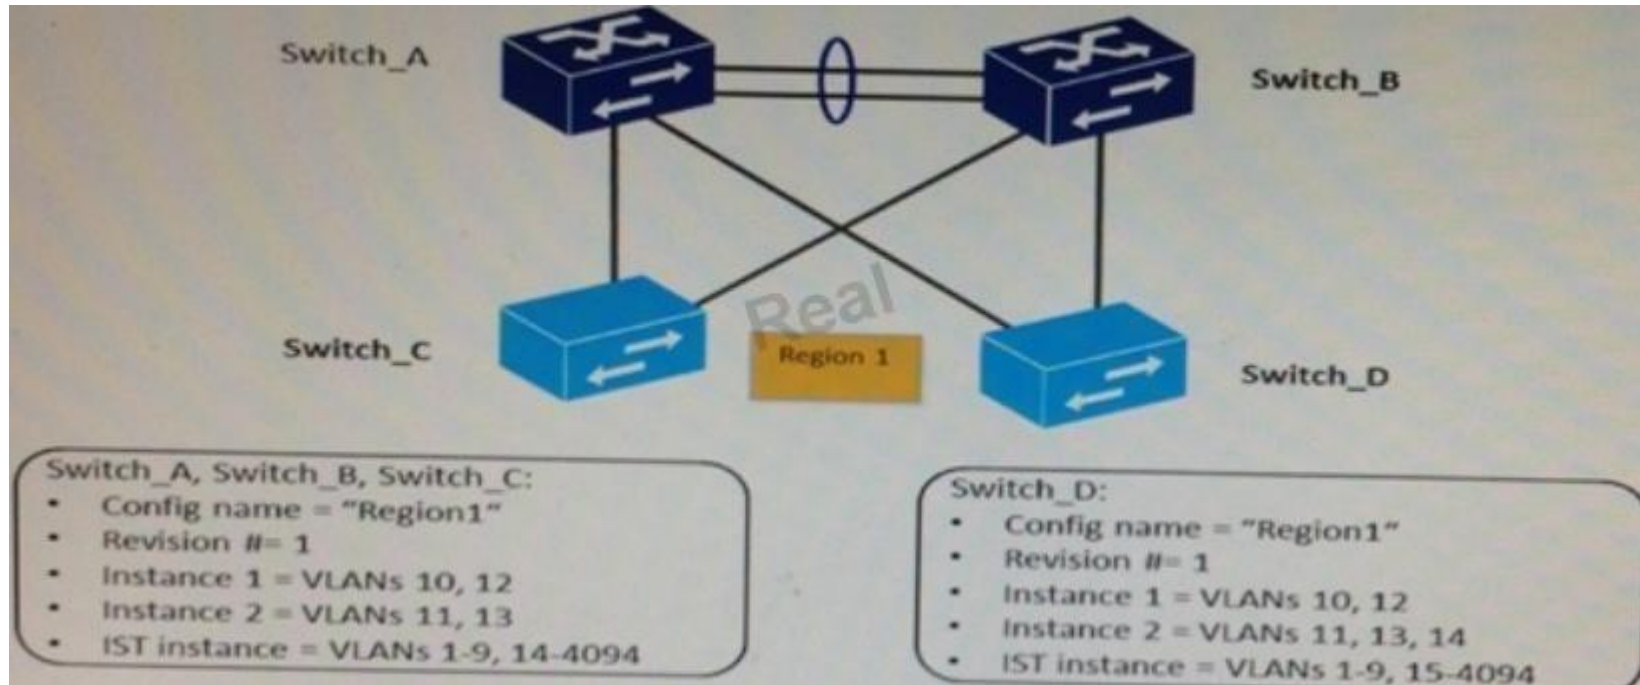 Switch_A
Switch_B
Real
Switch_C
Region 1
Switch_D
Switch_A, Switch_B, Switch_C:
• Config name = "Region1"
• Revision #= 1
• Instance 1 = VLANs 10, 12
• Instance 2 = VLANs 11, 13
• IST instance = VLANs 1-9, 14-4094
Switch_D:
• Config name = "Region1"
• Revision #= 1
• Instance 1 = VLANs 10, 12
• Instance 2 = VLANs 11, 13, 14
• IST instance = VLANs 1-9, 15-4094